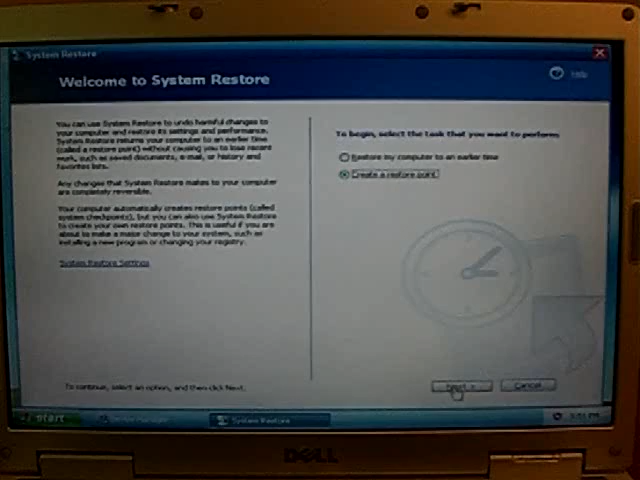 System Restore
Welcome to System Restore
Help
You can use System Restore to undo harmful changes to
your computer and restore its settings and performance.
System Restore returns your computer to an earlier time
(called a restore point) without causing you to lose recent
work, such as saved documents, e-mail, or history and
favorites lists.
Any changes that System Restore makes to your computer
are completely reversible.
Your computer automatically creates restore points (called
system checkpoints), but you can also use System Restore
to create your own restore points. This is useful if you are
about to make a major change to your system, such as
installing a new program or changing your registry.
System Restore Settings
To begin, select the task that you want to perform:
Restore my computer to an earlier time
Create a restore point
To continue, select an option, and then click Next.
Next >
Cancel
start
System Restore
DELL